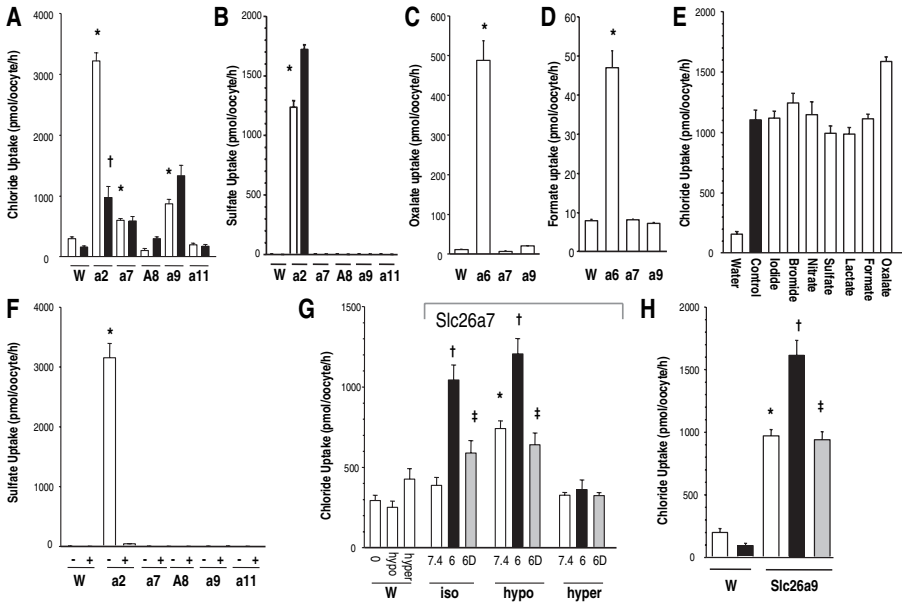 A
Chloride Uptake (pmol/oocyte/h)
4000
3000
2000
1000
0
*
†
*
*
W a2 a7 A8 a9 a11
B
Sulfate Uptake (pmol/oocyte/h)
2000
1500
1000
500
0
*
W a2 a7 A8 a9 a11
C
Oxalate uptake (pmol/oocyte/h)
600
500
400
300
200
100
0
*
W a6 a7 a9
D
Formate uptake (pmol/oocyte/h)
60
50
40
30
20
10
0
*
W a6 a7 a9
E
Chloride uptake (pmol/oocyte/h)
2000
1500
1000
500
0
Water
Control
Iodide
Bromide
Nitrate
Sulfate
Lactate
Formate
Oxalate
F
Sulfate Uptake (pmol/oocyte/h)
4000
3000
2000
1000
0
*
- + - + - + - + - + - +
W a2 a7 A8 a9 a11
G
Slc26a7
Chloride Uptake (pmol/oocyte/h)
1500
1000
500
0
†
‡
*
†
‡
0 hypo hyper 7.4 6 6D 7.4 6 6D 7.4 6 6D
W iso hypo hyper
H
Chloride Uptake (pmol/oocyte/h)
2000
1500
1000
500
0
*
†
‡
W Slc26a9